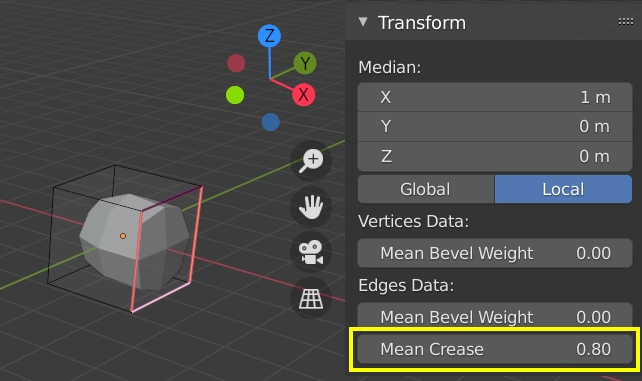 Transform
Z
Y
X
Median:
X 1 m
Y 0 m
Z 0 m
Global Local
Vertices Data:
Mean Bevel Weight 0.00
Edges Data:
Mean Bevel Weight 0.00
Mean Crease 0.80